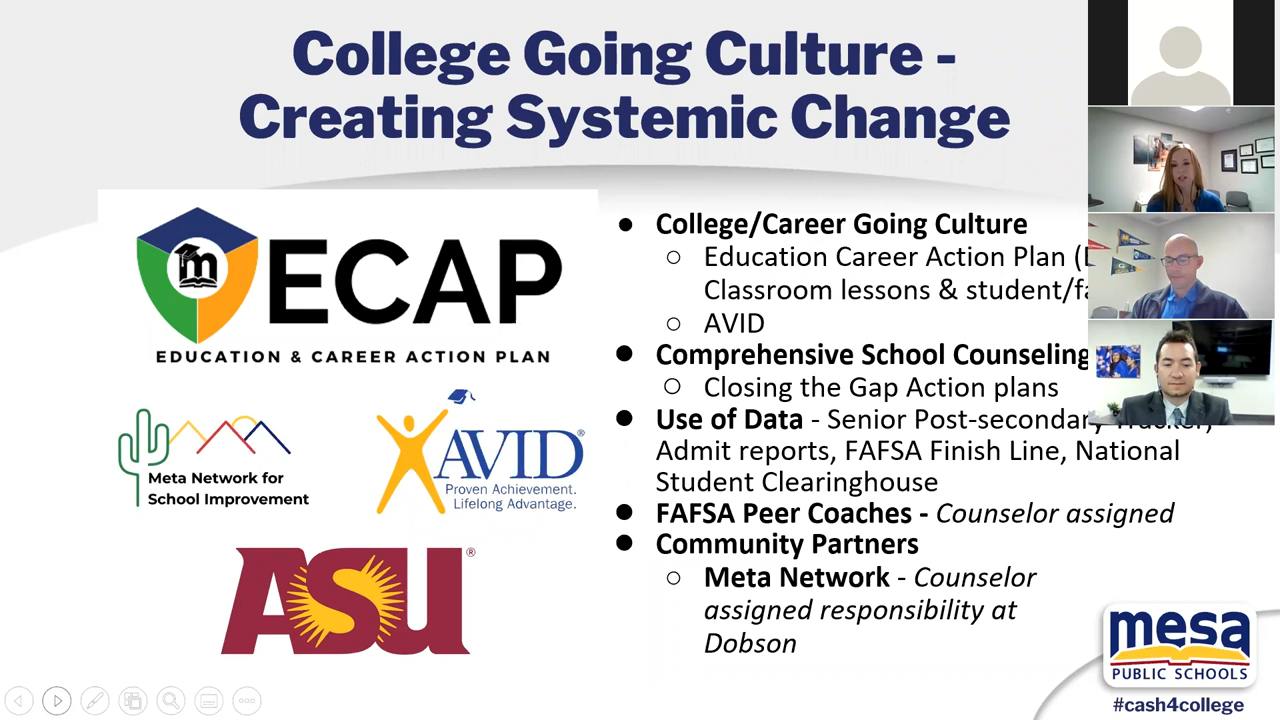 College Going Culture -
Creating Systemic Change
m
ECAP
EDUCATION & CAREER ACTION PLAN
Meta Network for
School Improvement
AVID®
Proven Achievement.
Lifelong Advantage.
ASU®
● College/Career Going Culture
○ Education Career Action Plan (
Classroom lessons & student/fa
○ AVID
● Comprehensive School Counseling
○ Closing the Gap Action plans
● Use of Data - Senior Post-secondary
Admit reports, FAFSA Finish Line, National
Student Clearinghouse
● FAFSA Peer Coaches - Counselor assigned
● Community Partners
○ Meta Network - Counselor
assigned responsibility at
Dobson
mesa
PUBLIC SCHOOLS
#cash4college